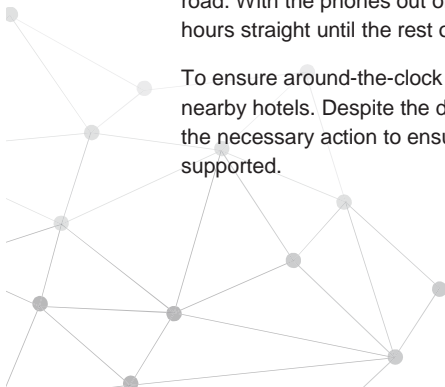 road. With the phones out o
hours straight until the rest o
To ensure around-the-clock
nearby hotels. Despite the d
the necessary action to ensu
supported.